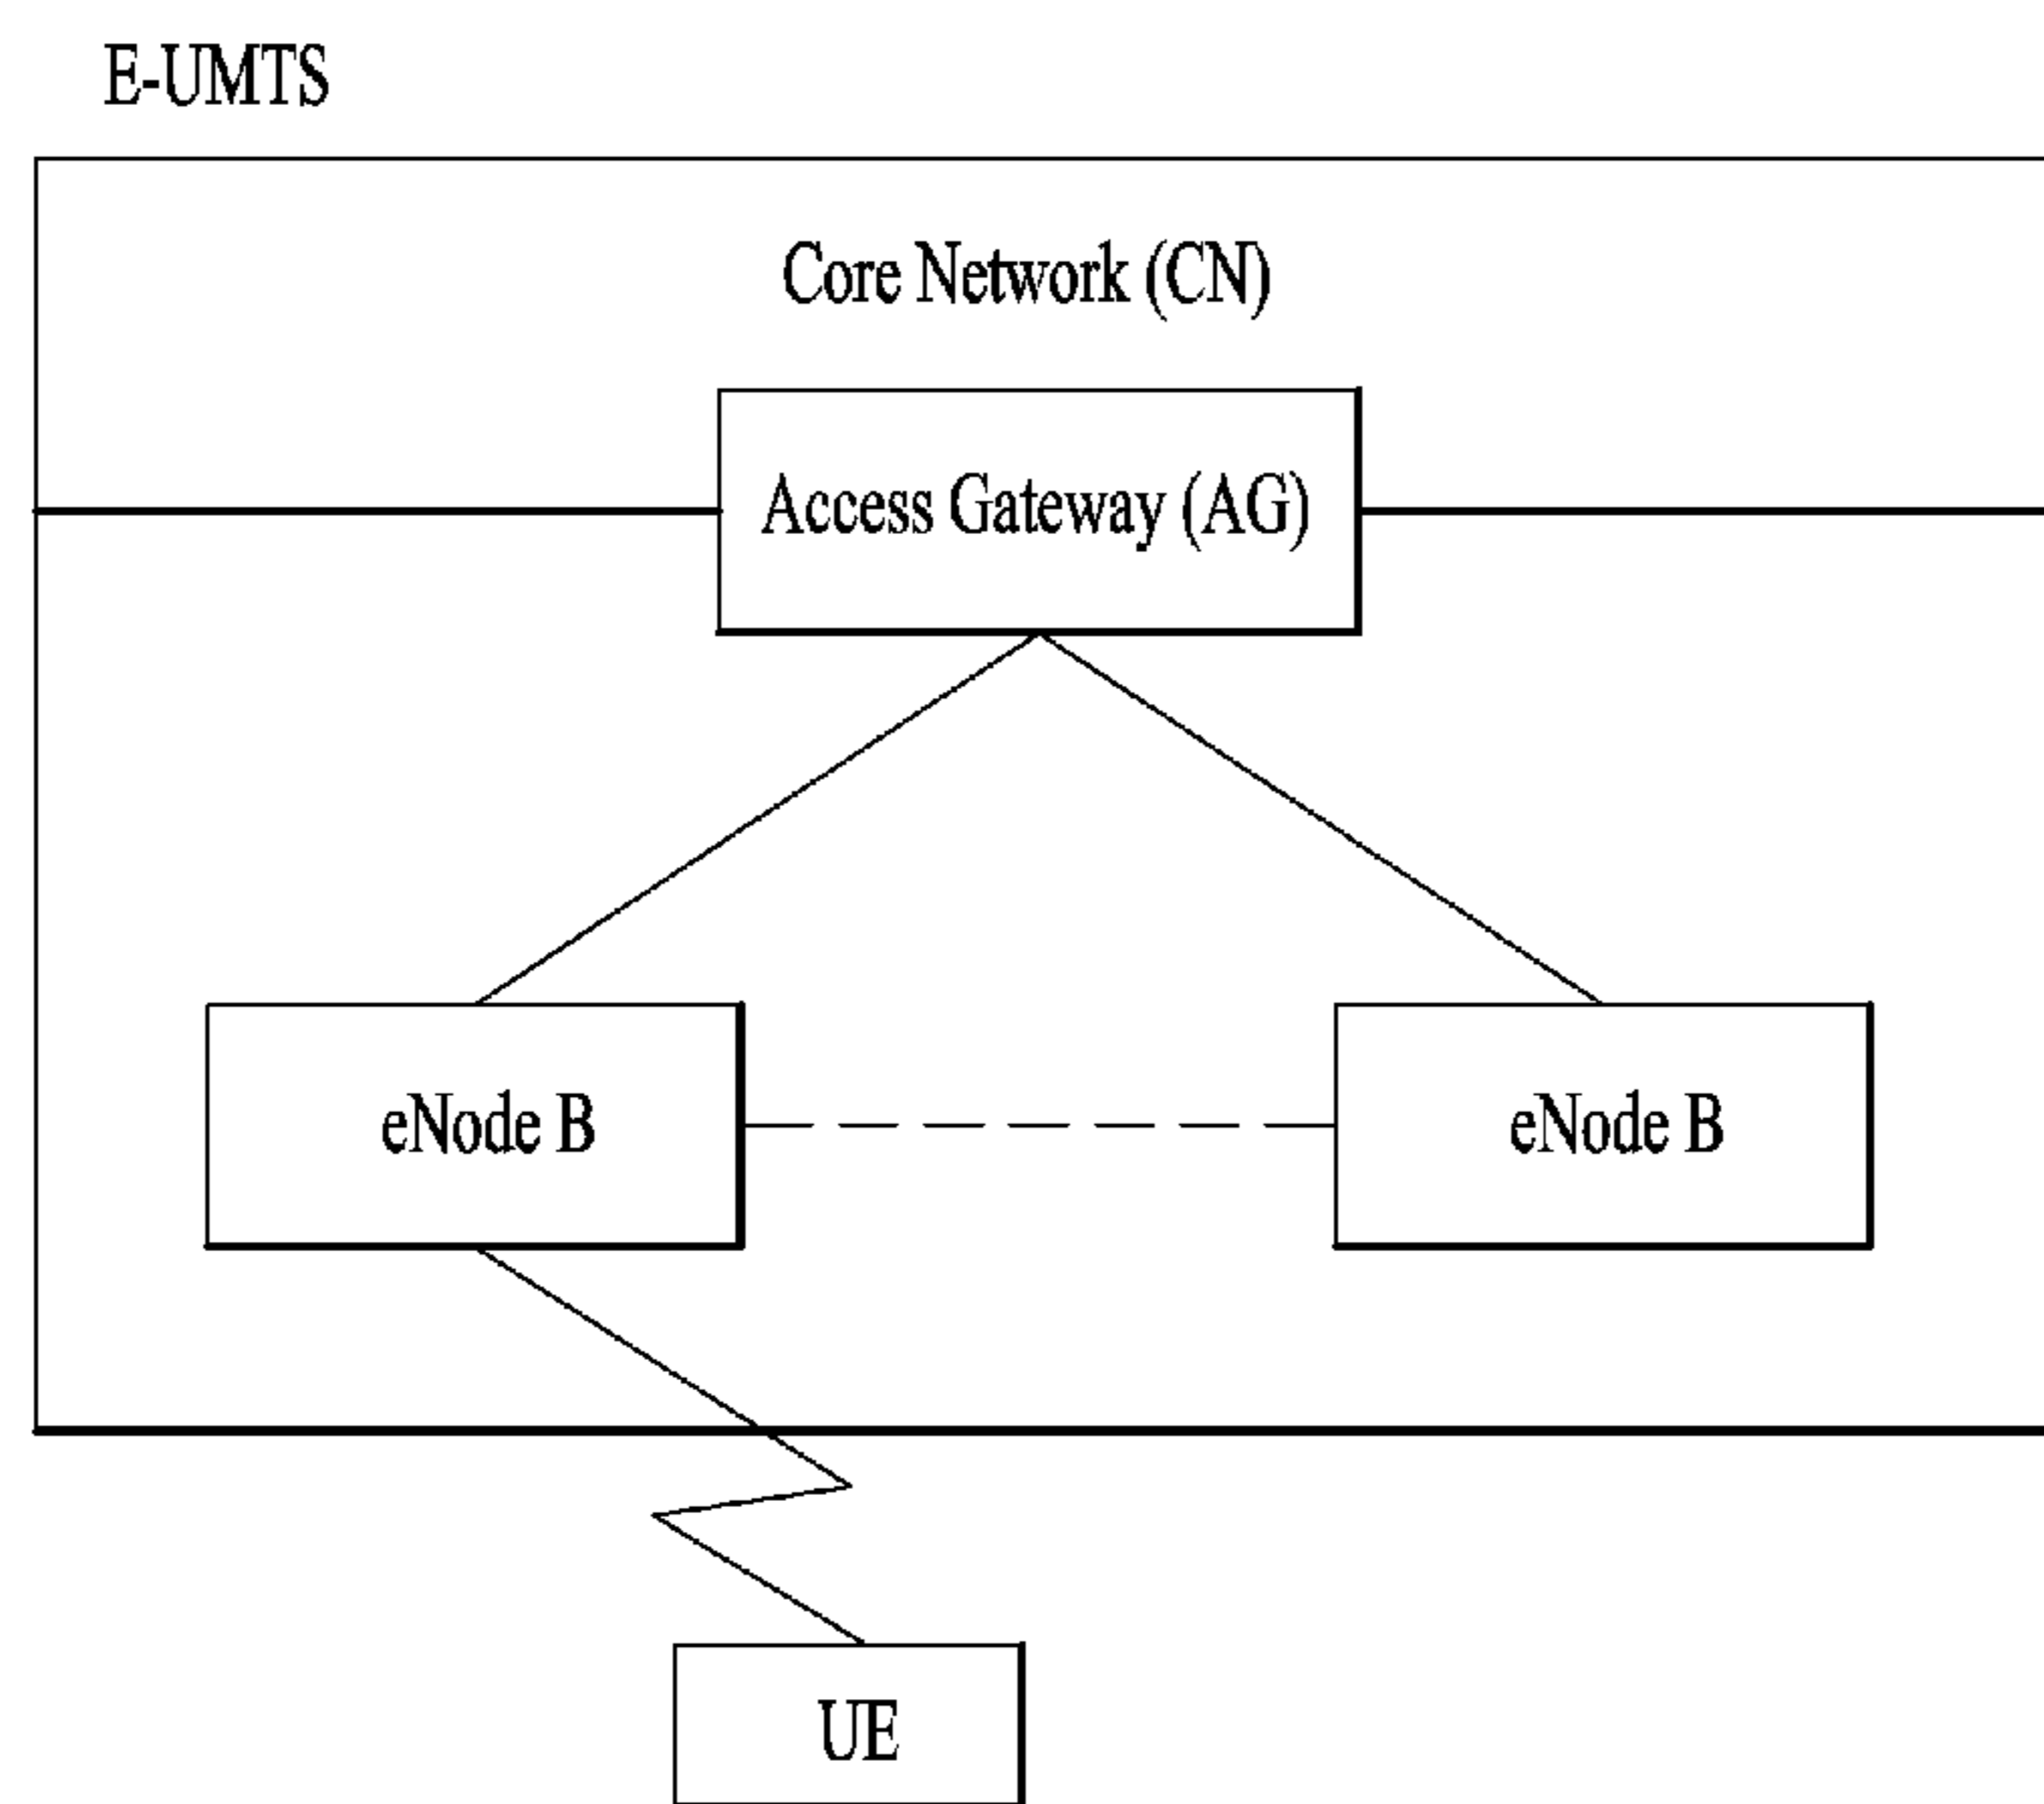 E-UMTS
Core Network (CN)
Access Gateway (AG)
eNode B
eNode B
UE